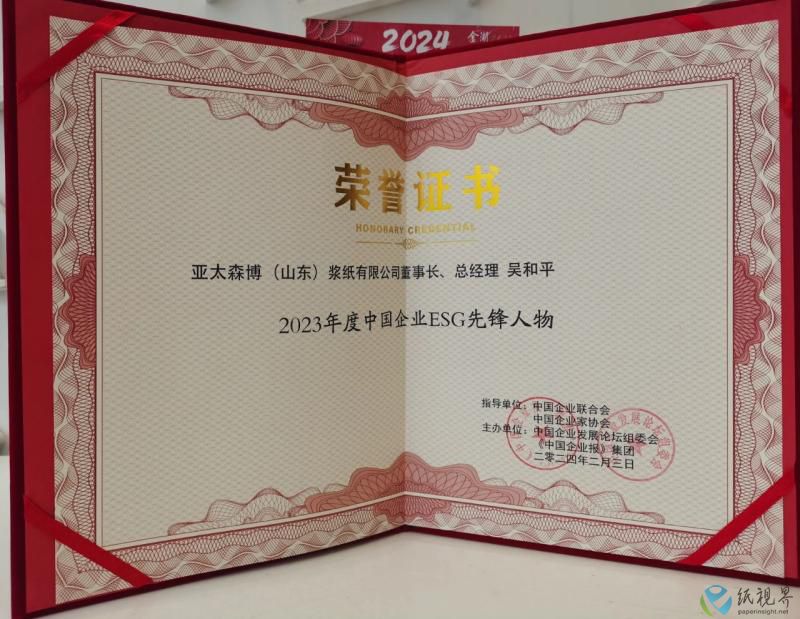 2024 金湖
荣誉证书
HONORARY CREDENTIAL
亚太森博（山东）浆纸有限公司董事长、总经理 吴和平
2023年度中国企业ESG先锋人物
指导单位：中国企业联合会
中国企业家协会
主办单位：中国企业发展论坛组委会
《中国企业报》集团
二零二四年二月三日
纸视界
paperinsight.net